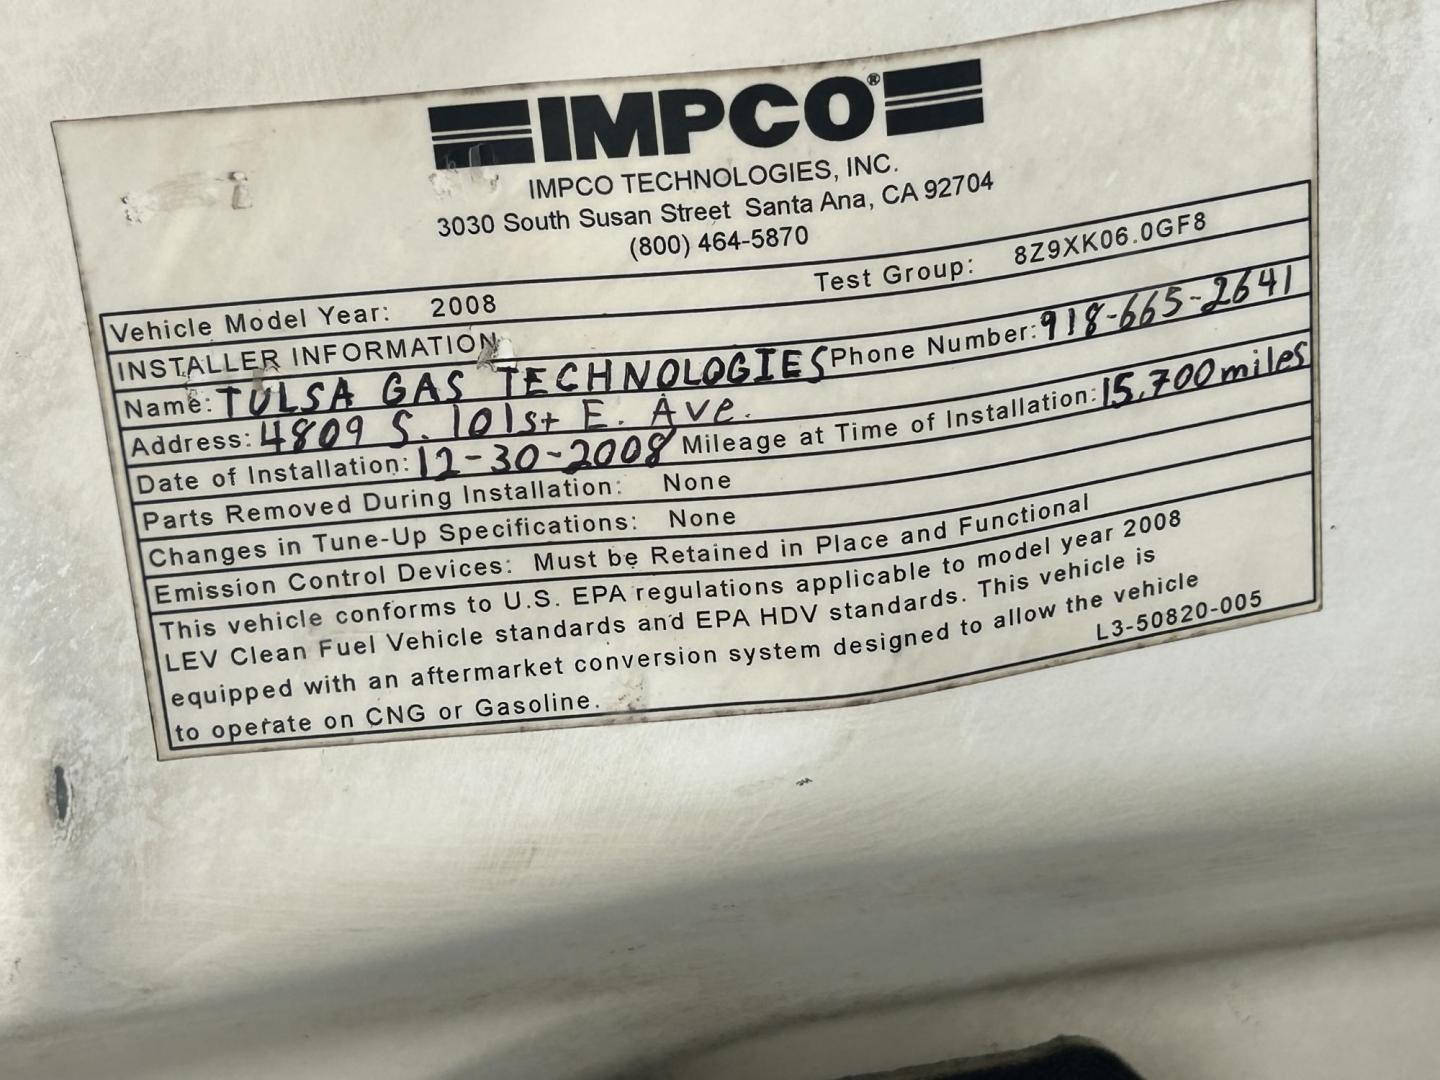 IMPCO®
IMPCO TECHNOLOGIES, INC.
3030 South Susan Street Santa Ana, CA 92704
(800) 464-5870
Vehicle Model Year: 2008 Test Group: 8Z9XK06.0GF8
INSTALLER INFORMATION
Name: TULSA GAS TECHNOLOGIES Phone Number: 918-665-2641
Address: 4809 S. 101st E. Ave.
Date of Installation: 12-30-2008 Mileage at Time of Installation: 15,700 miles
Parts Removed During Installation: None
Changes in Tune-Up Specifications: None
Emission Control Devices: Must be Retained in Place and Functional
This vehicle conforms to U.S. EPA regulations applicable to model year 2008
LEV Clean Fuel Vehicle standards and EPA HDV standards. This vehicle is
equipped with an aftermarket conversion system designed to allow the vehicle
to operate on CNG or Gasoline.
L3-50820-005